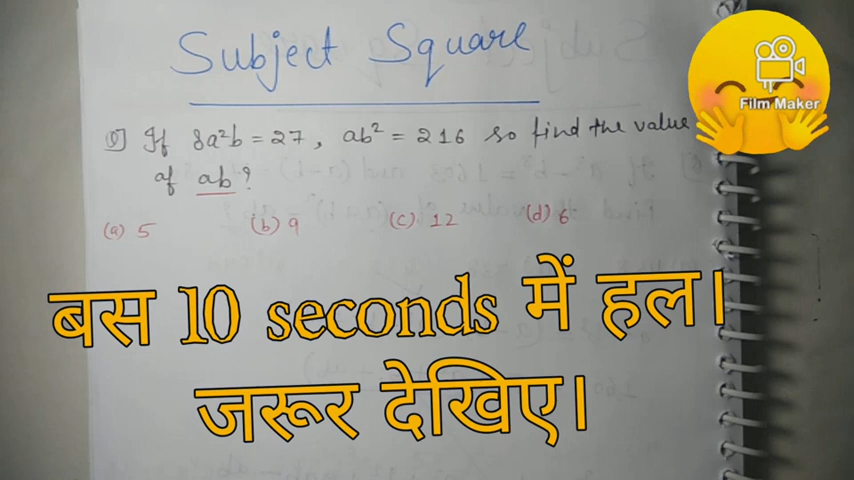 Subject Square
Film Maker
Q) If 8a²b = 27, ab² = 216 so find the value
of ab?
(a) 5 (b) 9 (c) 12 (d) 6
बस 10 seconds में हल।
जरूर देखिए।